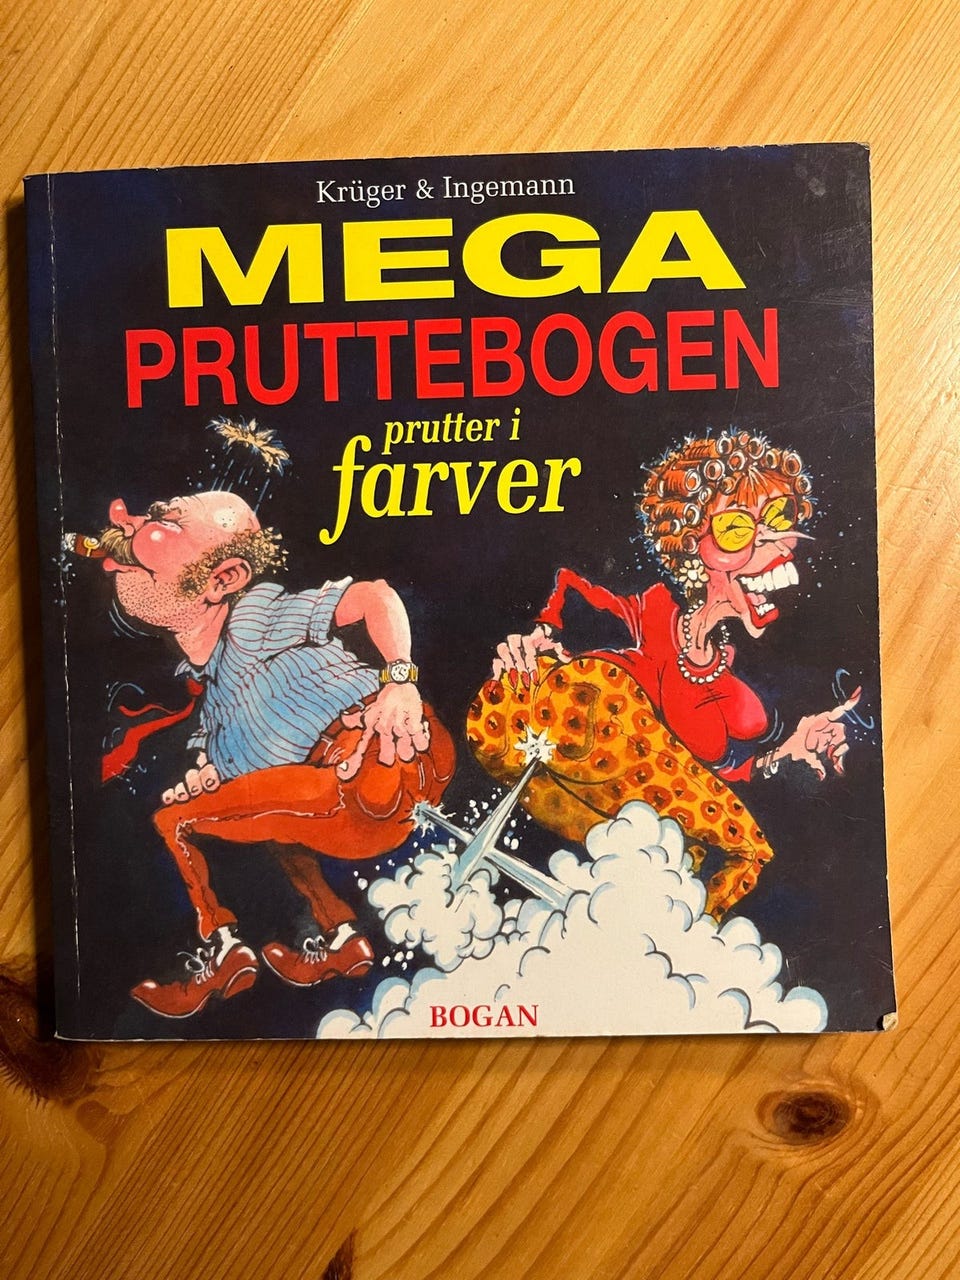 Krüger & Ingemann
MEGA
PRUTTEBOGEN
prutter i
farver
BOGAN